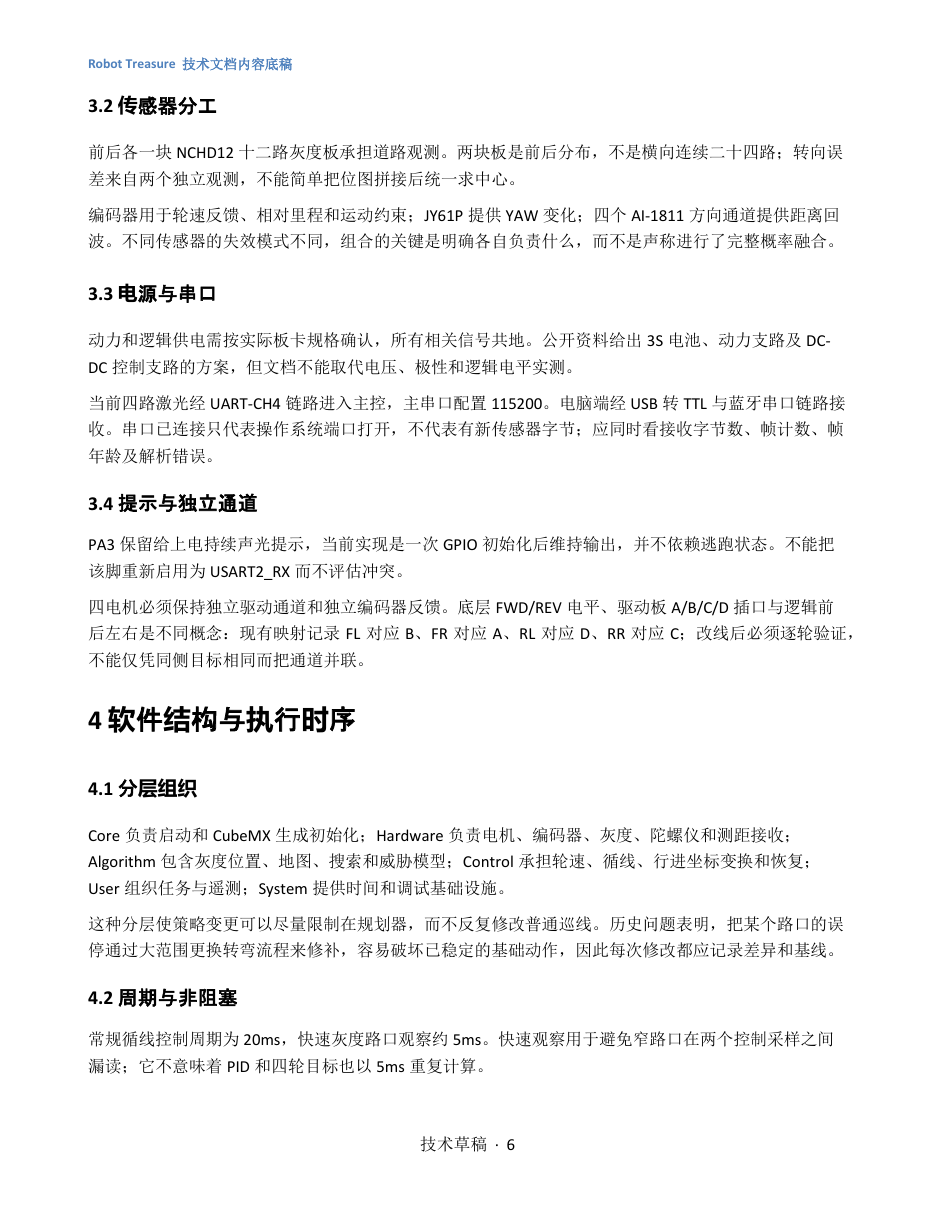 Robot Treasure 技术文档内容底稿
3.2 传感器分工
前后各一块 NCHD12 十二路灰度板承担道路观测。两块板是前后分布，不是横向连续二十四路；转向误
差来自两个独立观测，不能简单把位图拼接后统一求中心。
编码器用于轮速反馈、相对里程和运动约束；JY61P 提供 YAW 变化；四个 AI-1811 方向通道提供距离回
波。不同传感器的失效模式不同，组合的关键是明确各自负责什么，而不是声称进行了完整概率融合。
3.3 电源与串口
动力和逻辑供电需按实际板卡规格确认，所有相关信号共地。公开资料给出 3S 电池、动力支路及 DC-
DC 控制支路的方案，但文档不能取代电压、极性和逻辑电平实测。
当前四路激光经 UART-CH4 链路进入主控，主串口配置 115200。电脑端经 USB 转 TTL 与蓝牙串口链路接
收。串口已连接只代表操作系统端口打开，不代表有新传感器字节；应同时看接收字节数、帧计数、帧
年龄及解析错误。
3.4 提示与独立通道
PA3 保留给上电持续声光提示，当前实现是一次 GPIO 初始化后维持输出，并不依赖逃跑状态。不能把
该脚重新启用为 USART2_RX 而不评估冲突。
四电机必须保持独立驱动通道和独立编码器反馈。底层 FWD/REV 电平、驱动板 A/B/C/D 插口与逻辑前
后左右是不同概念：现有映射记录 FL 对应 B、FR 对应 A、RL 对应 D、RR 对应 C；改线后必须逐轮验证，
不能仅凭同侧目标相同而把通道并联。
4 软件结构与执行时序
4.1 分层组织
Core 负责启动和 CubeMX 生成初始化；Hardware 负责电机、编码器、灰度、陀螺仪和测距接收；
Algorithm 包含灰度位置、地图、搜索和威胁模型；Control 承担轮速、循线、行进坐标变换和恢复；
User 组织任务与遥测；System 提供时间和调试基础设施。
这种分层使策略变更可以尽量限制在规划器，而不反复修改普通巡线。历史问题表明，把某个路口的误
停通过大范围更换转弯流程来修补，容易破坏已稳定的基础动作，因此每次修改都应记录差异和基线。
4.2 周期与非阻塞
常规循线控制周期为 20ms，快速灰度路口观察约 5ms。快速观察用于避免窄路口在两个控制采样之间
漏读；它不意味着 PID 和四轮目标也以 5ms 重复计算。
技术草稿 · 6